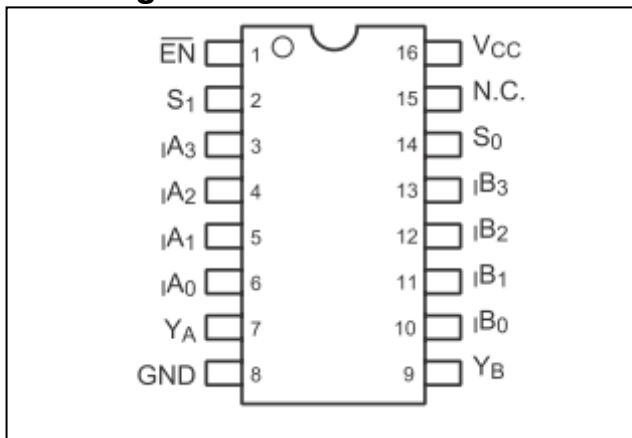 E̅N̅ 1 16 VCC
S1 2 15 N.C.
IA3 3 14 S0
IA2 4 13 IB3
IA1 5 12 IB2
IA0 6 11 IB1
YA 7 10 IB0
GND 8 9 YB